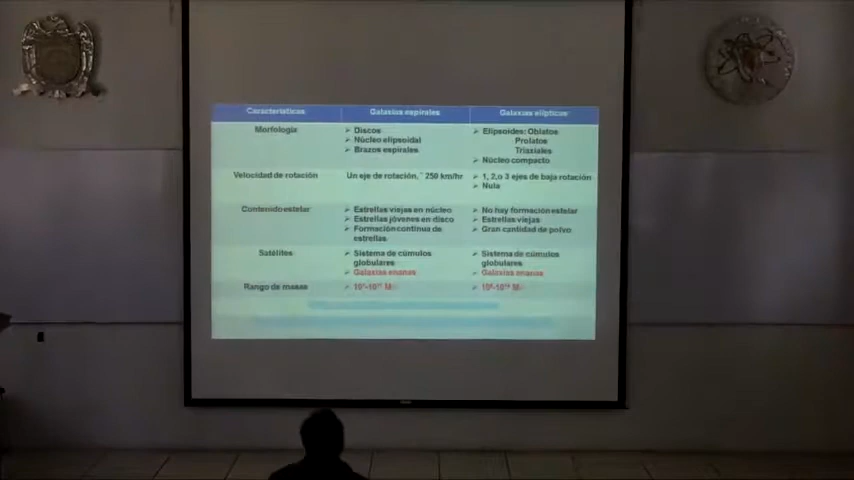 Características
Galaxias espirales
Galaxias elípticas
Morfología
Discos
Núcleo elipsoidal
Brazos espirales
Elipsoides: Oblatos
Prolatos
Triaxiales
Núcleo compacto
Velocidad de rotación
Un eje de rotación, ~ 250 km/hr
1, 2,o 3 ejes de baja rotación
Nula
Contenido estelar
Estrellas viejas en núcleo
Estrellas jóvenes en disco
Formación continua de
estrellas
No hay formación estelar
Estrellas viejas
Gran cantidad de polvo
Satélites
Sistema de cúmulos
globulares
Galaxias enanas
Sistema de cúmulos
globulares
Galaxias enanas
Rango de masas